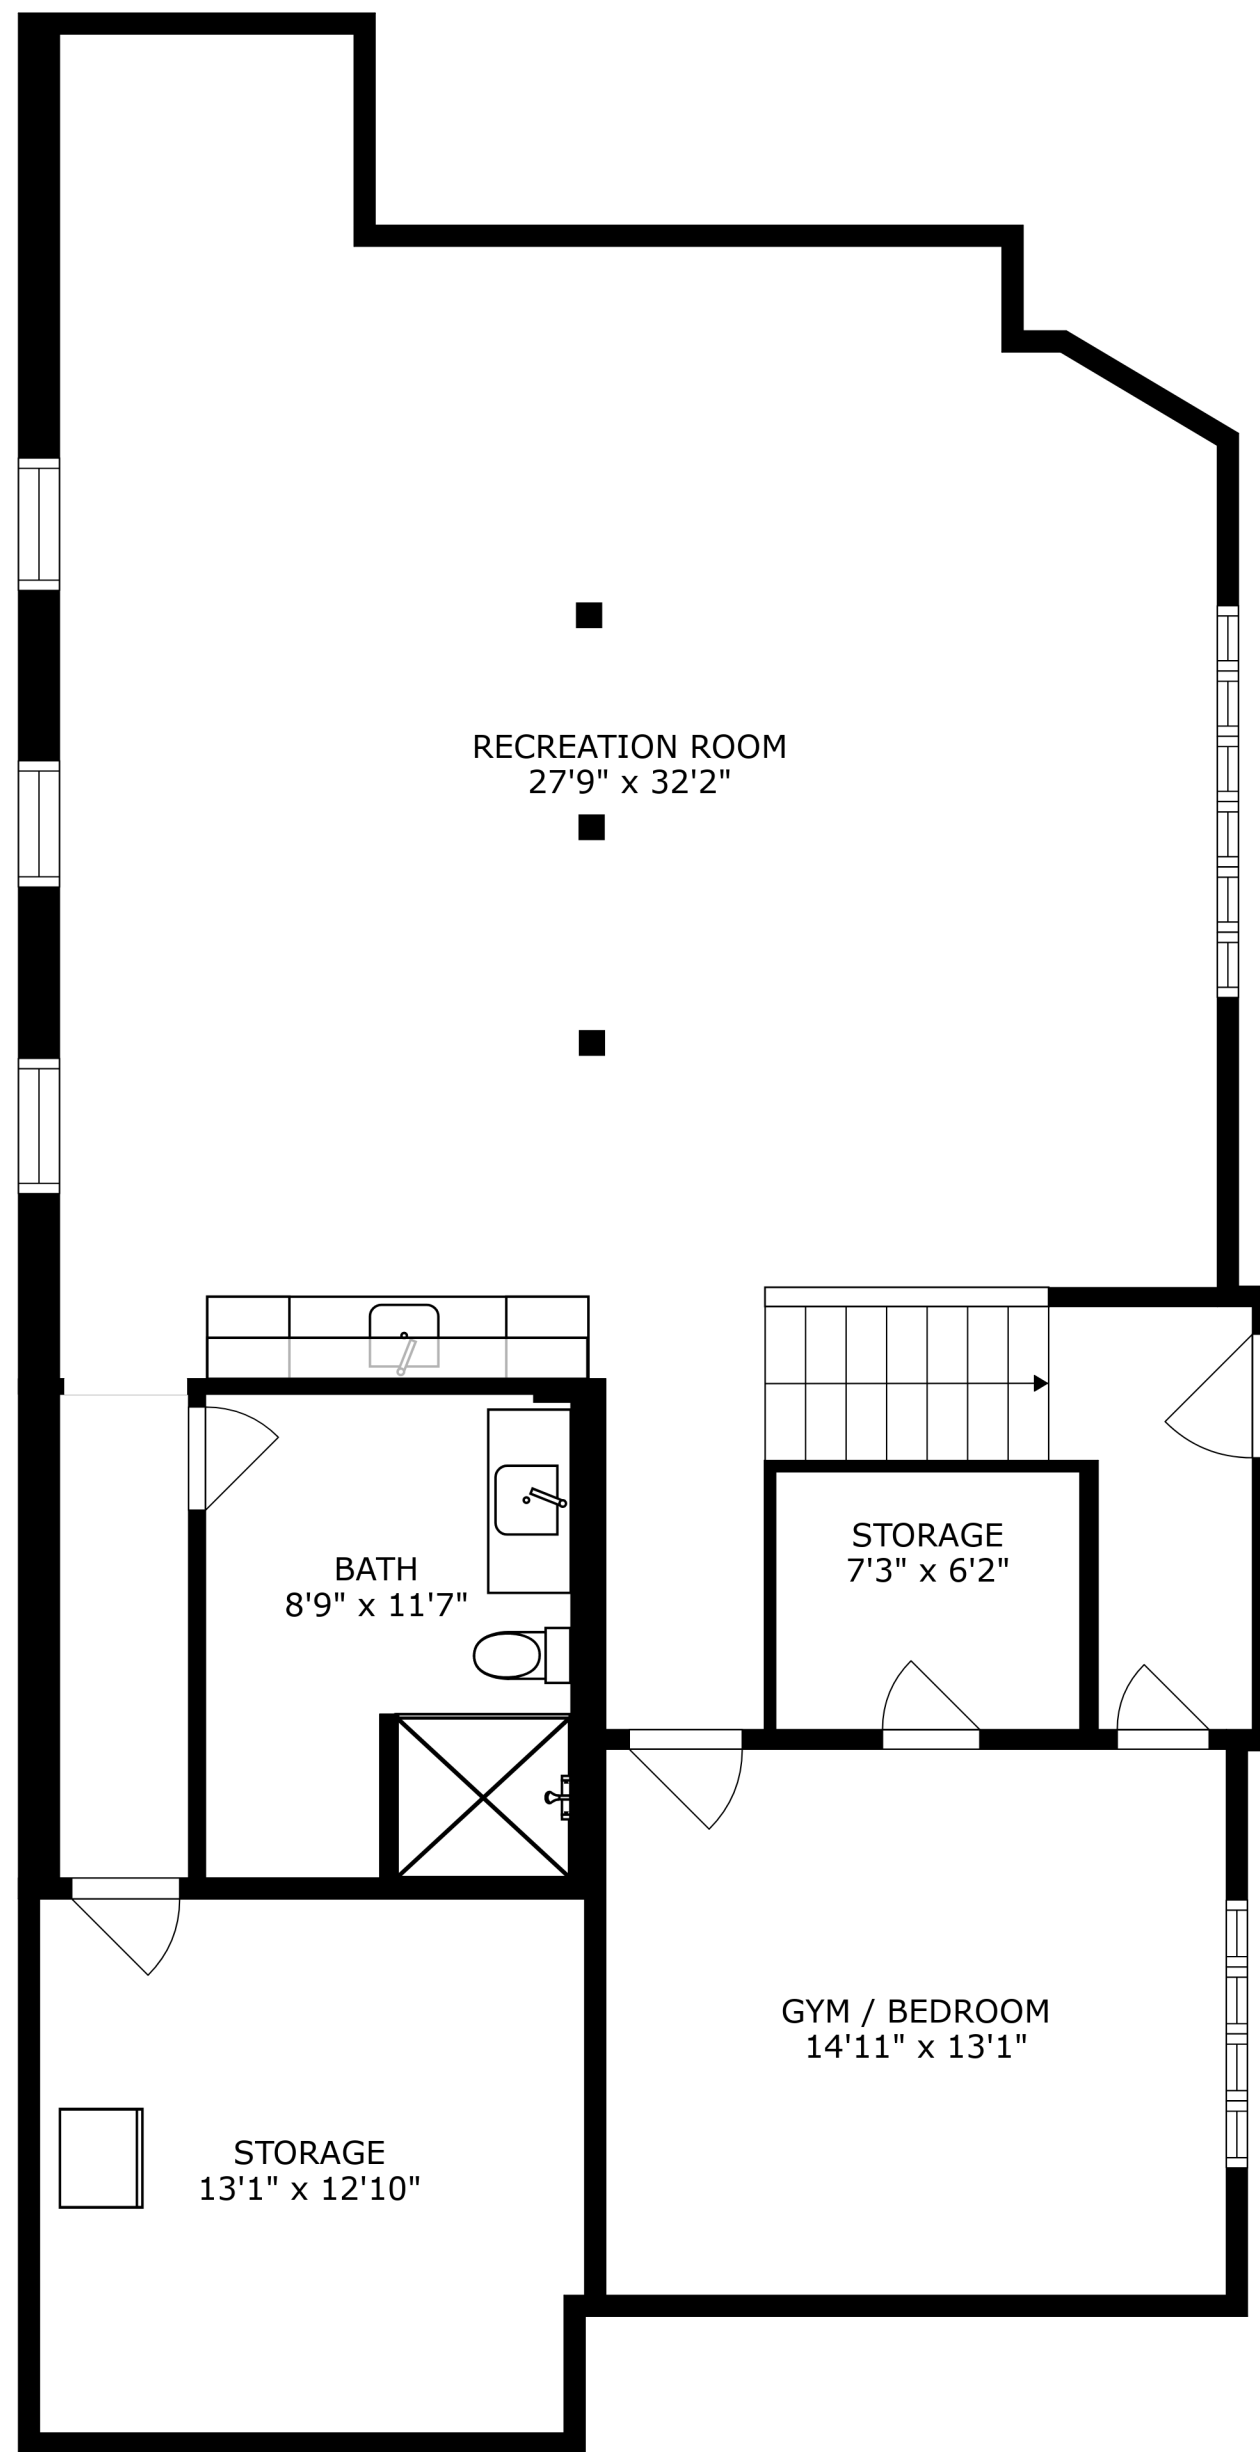 RECREATION ROOM
27'9" x 32'2"
STORAGE
7'3" x 6'2"
BATH
8'9" x 11'7"
GYM / BEDROOM
14'11" x 13'1"
STORAGE
13'1" x 12'10"